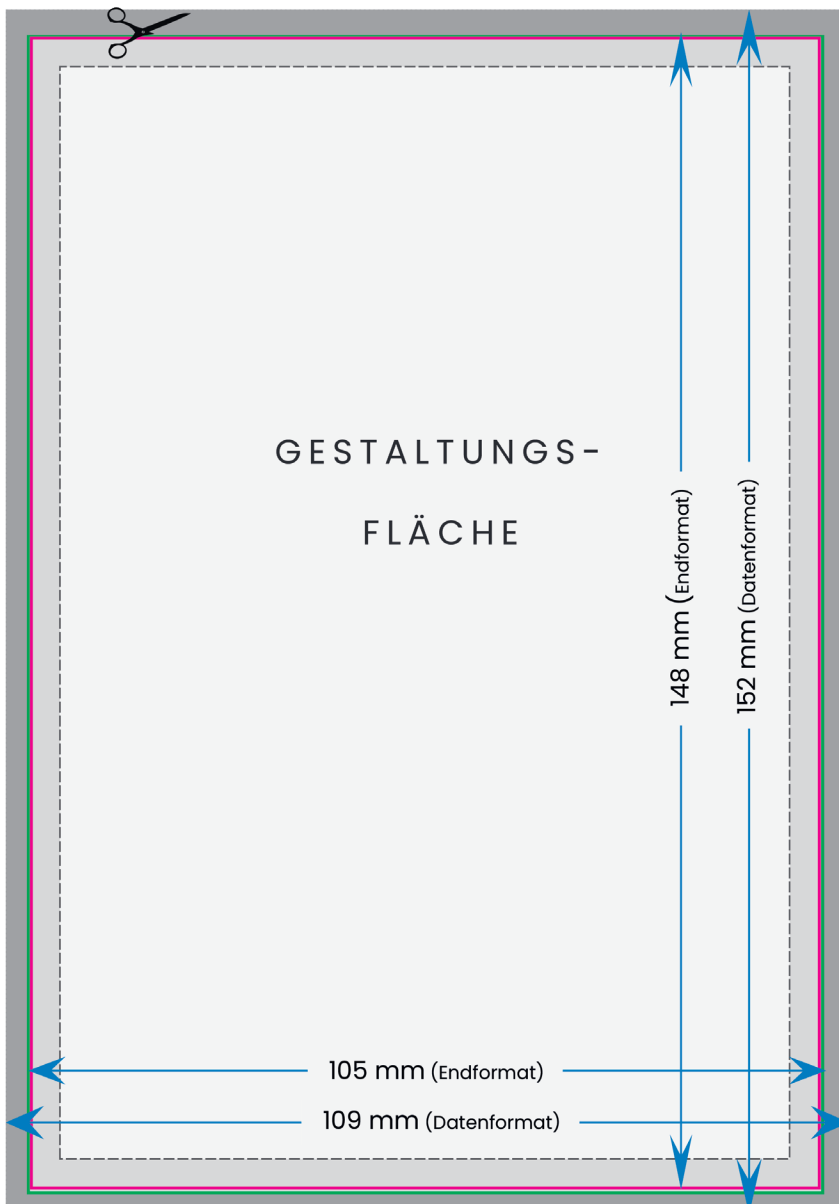 GESTALTUNGS-
FLÄCHE
148 mm (Endformat)
152 mm (Datenformat)
105 mm (Endformat)
109 mm (Datenformat)